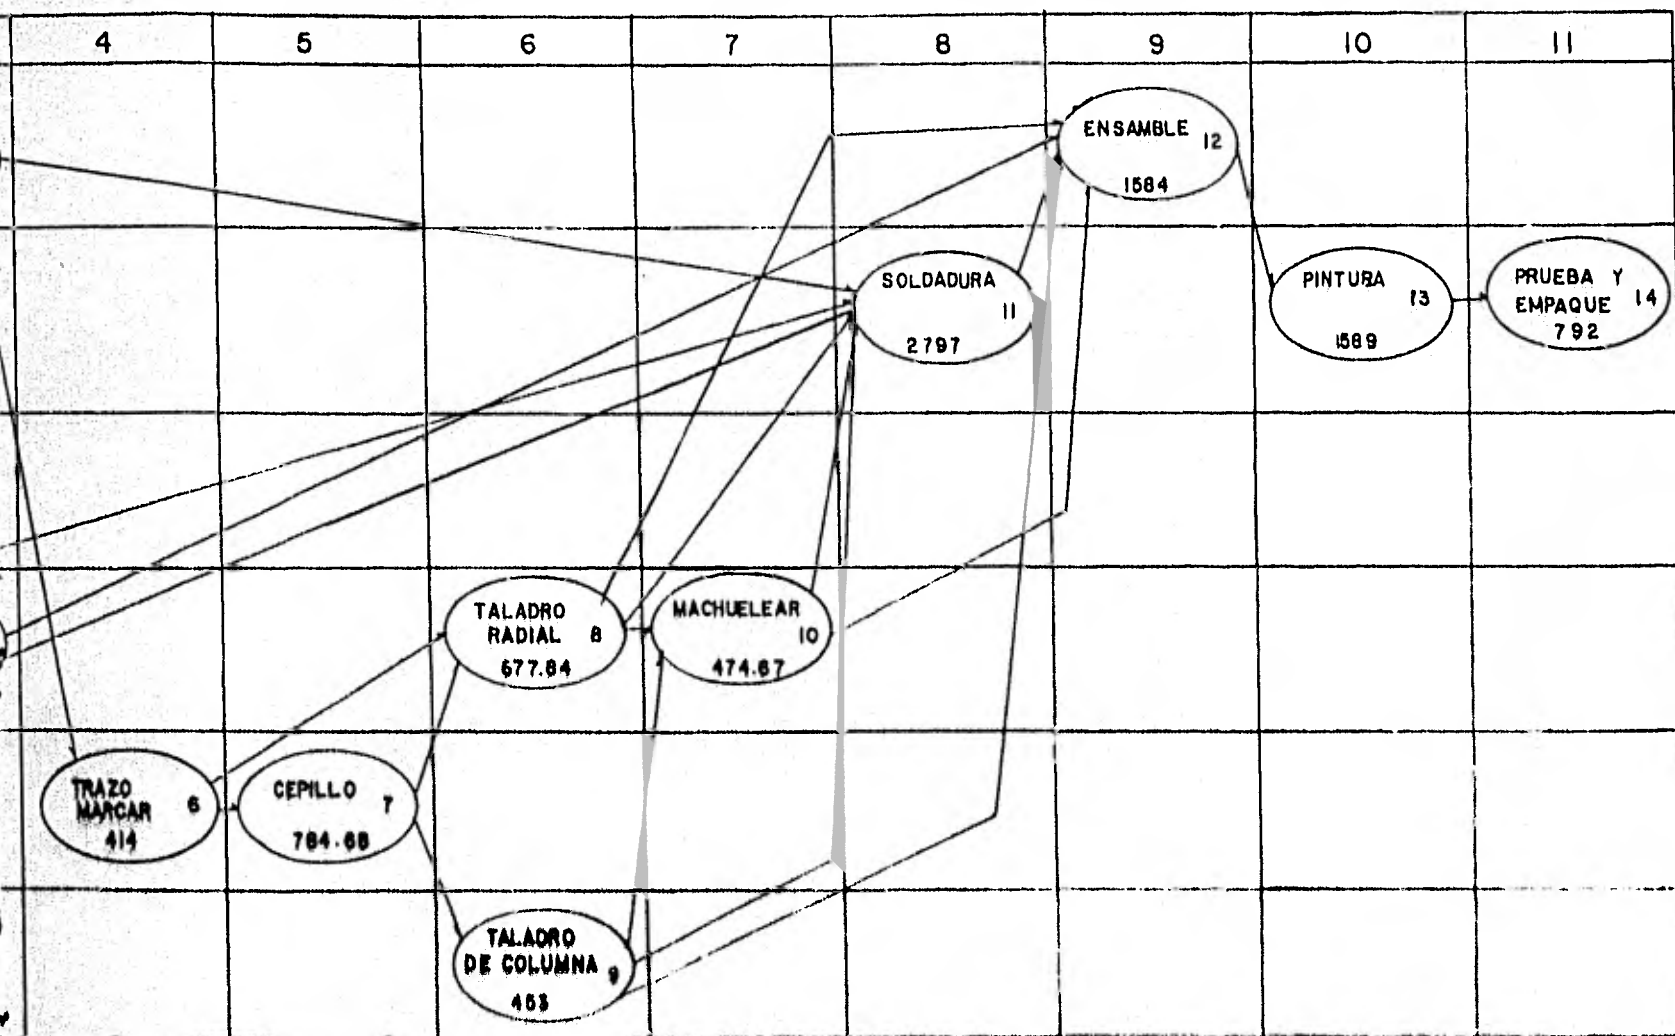 4 5 6 7 8 9 10 11
ENSAMBLE 12
1584
SOLDADURA
11
2797
PINTURA 13
1589
PRUEBA Y
EMPAQUE 14
792
TALADRO
RADIAL 8
677.84
MACHUELEAR
10
474.67
TRAZO
MARCAR 6
414
CEPILLO 7
784.68
TALADRO
DE COLUMNA 9
453